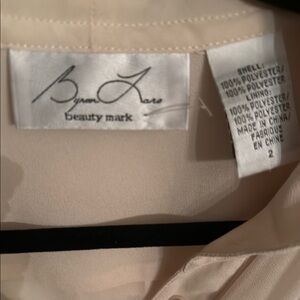 Byron Lars
beauty mark
SHELL:
100% POLYESTER/
100% POLYESTER
LINING:
100% POLYESTER/
100% POLYESTER
MADE IN CHINA/
FABRIQUÉ
EN CHINE
2